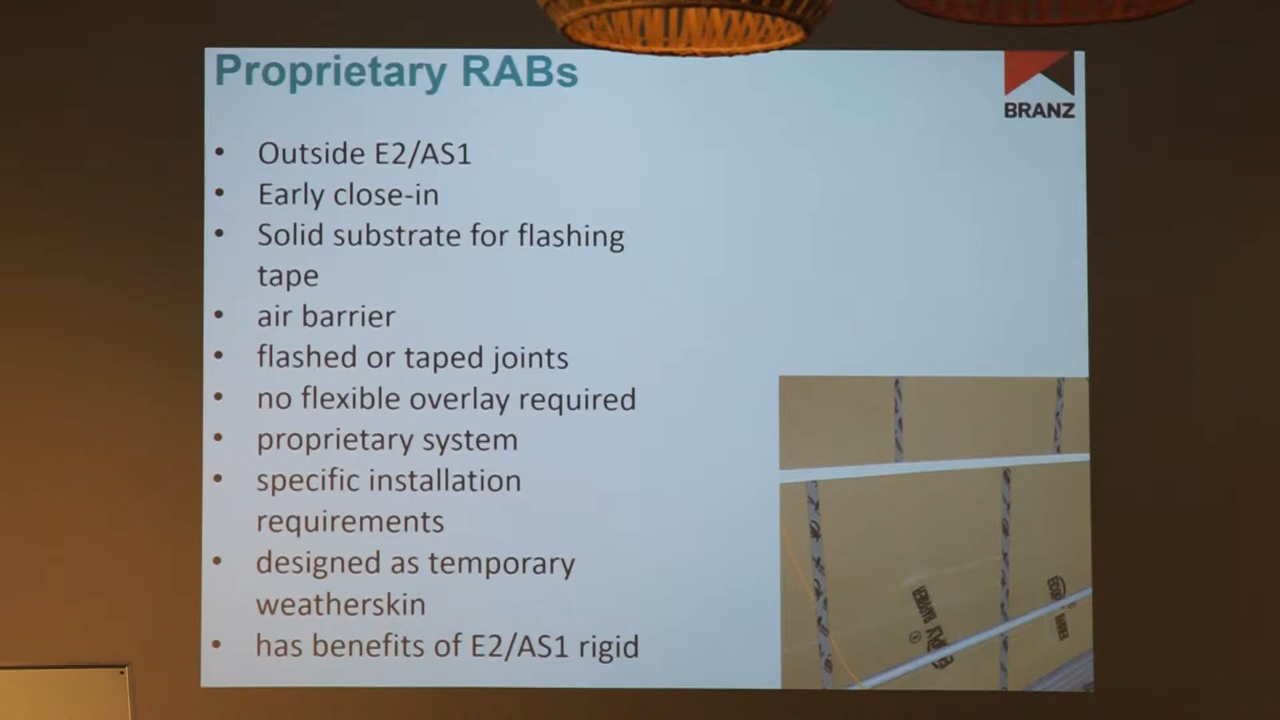 Proprietary RABs
BRANZ
• Outside E2/AS1
• Early close-in
• Solid substrate for flashing
tape
• air barrier
• flashed or taped joints
• no flexible overlay required
• proprietary system
• specific installation
requirements
• designed as temporary
weatherskin
• has benefits of E2/AS1 rigid